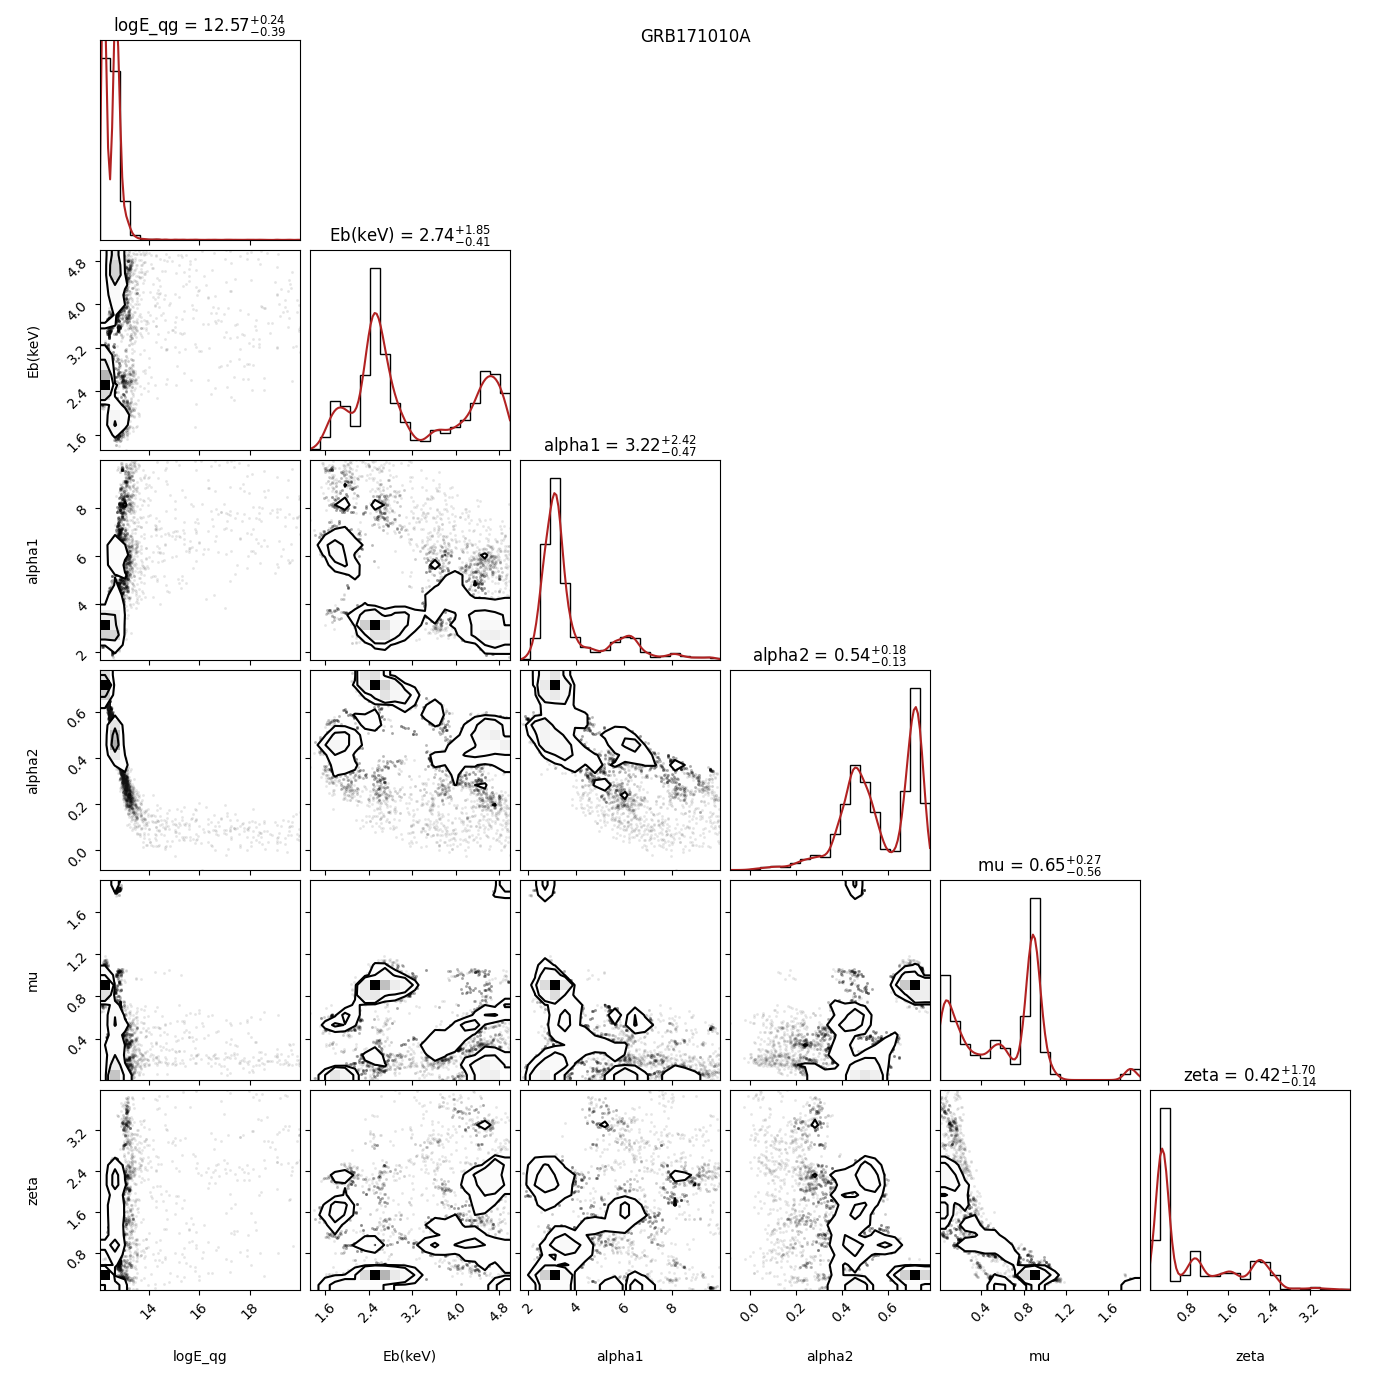 GRB171010A
logE_qg = 12.57+0.24 −0.39
Eb(keV) = 2.74+1.85 −0.41
4.8
4.0
3.2
2.4
1.6
Eb(keV)
alpha1 = 3.22+2.42 −0.47
8
6
4
2
alpha1
alpha2 = 0.54+0.18 −0.13
0.6
0.4
0.2
0.0
alpha2
mu = 0.65+0.27 −0.56
1.6
1.2
0.8
0.4
mu
zeta = 0.42+1.70 −0.14
3.2
2.4
1.6
0.8
zeta
14 16 18 1.6 2.4 3.2 4.0 4.8 2 4 6 8 0.0 0.2 0.4 0.6 0.4 0.8 1.2 1.6 0.8 1.6 2.4 3.2
logE_qg Eb(keV) alpha1 alpha2 mu zeta